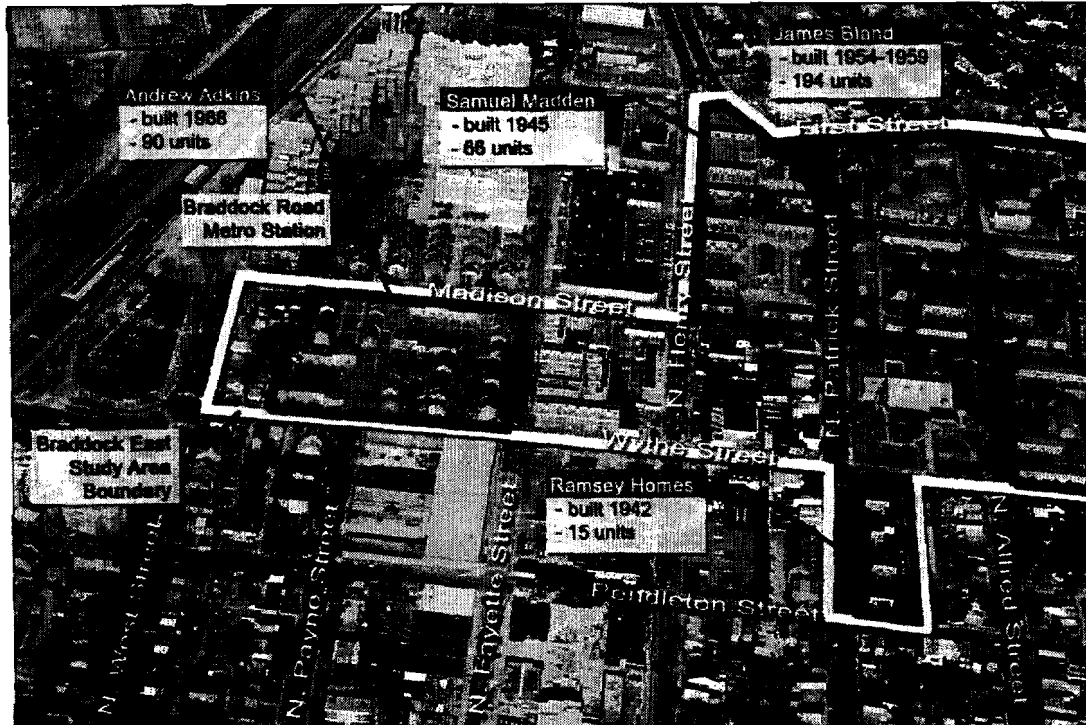 James Bland
- built 1954-1959
- 194 units
Andrew Adkins
- built 1968
- 90 units
Samuel Madden
- built 1945
- 66 units
First Street
Braddock Road
Metro Station
N. Henry Street
N. Patrick Street
Madison Street
Braddock East
Study Area
Boundary
Wythe Street
Ramsey Homes
- built 1942
- 15 units
Pendleton Street
N. West Street
N. Payne Street
N. Fayette Street
N. Alfred Street